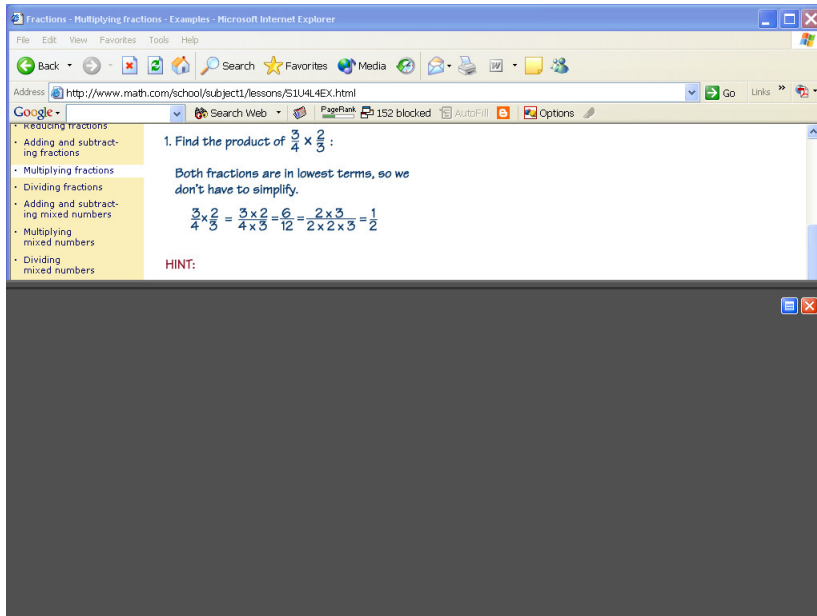 Fractions - Multiplying fractions - Examples - Microsoft Internet Explorer
File Edit View Favorites Tools Help
Back Search Favorites Media
Address http://www.math.com/school/subject1/lessons/S1U4L4EX.html Go Links »
Google Search Web PageRank 152 blocked AutoFill Options
• Reducing fractions
• Adding and subtract-
ing fractions
• Multiplying fractions
• Dividing fractions
• Adding and subtract-
ing mixed numbers
• Multiplying
mixed numbers
• Dividing
mixed numbers
1. Find the product of 3/4 x 2/3 :
Both fractions are in lowest terms, so we
don't have to simplify.
3/4 x 2/3 = 3 x 2/4 x 3 = 6/12 = 2 x 3/2 x 2 x 3 = 1/2
HINT: